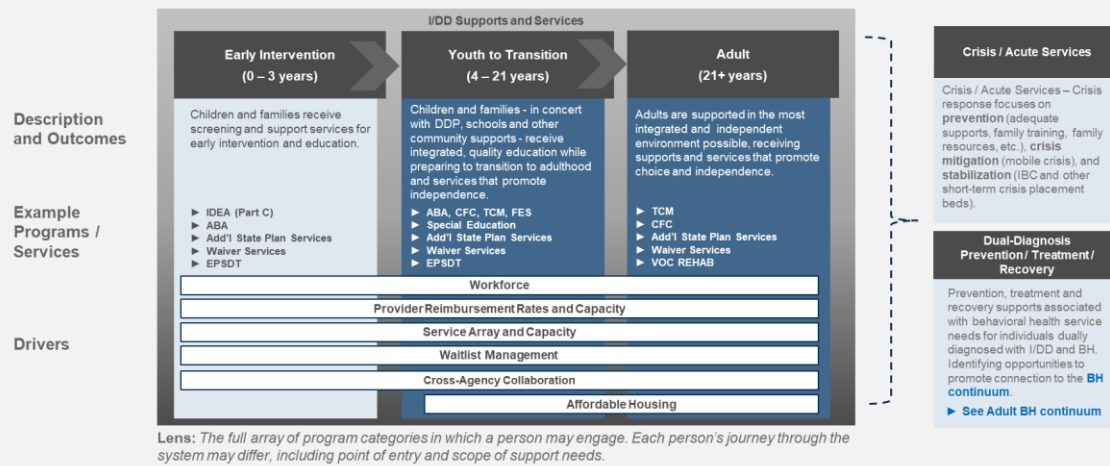 I/DD Supports and Services
Early Intervention
(0 – 3 years)
Youth to Transition
(4 – 21 years)
Adult
(21+ years)
Description
and Outcomes
Children and families receive
screening and support services for
early intervention and education.
Children and families - in concert
with DDP, schools and other
community supports - receive
integrated, quality education while
preparing to transition to adulthood
and services that promote
independence.
Adults are supported in the most
integrated and independent
environment possible, receiving
supports and services that promote
choice and independence.
Example
Programs /
Services
► IDEA (Part C)
► ABA
► Add'l State Plan Services
► Waiver Services
► EPSDT
► ABA, CFC, TCM, FES
► Special Education
► Add'l State Plan Services
► Waiver Services
► EPSDT
► TCM
► CFC
► Add'l State Plan Services
► Waiver Services
► VOC REHAB
Drivers
Workforce
Provider Reimbursement Rates and Capacity
Service Array and Capacity
Waitlist Management
Cross-Agency Collaboration
Affordable Housing
Lens: The full array of program categories in which a person may engage. Each person's journey through the
system may differ, including point of entry and scope of support needs.
Crisis / Acute Services
Crisis / Acute Services – Crisis
response focuses on
prevention (adequate
supports, family training, family
resources, etc.), crisis
mitigation (mobile crisis), and
stabilization (IBC and other
short-term crisis placement
beds).
Dual-Diagnosis
Prevention / Treatment /
Recovery
Prevention, treatment and
recovery supports associated
with behavioral health service
needs for individuals dually
diagnosed with I/DD and BH.
Identifying opportunities to
promote connection to the BH
continuum.
► See Adult BH continuum